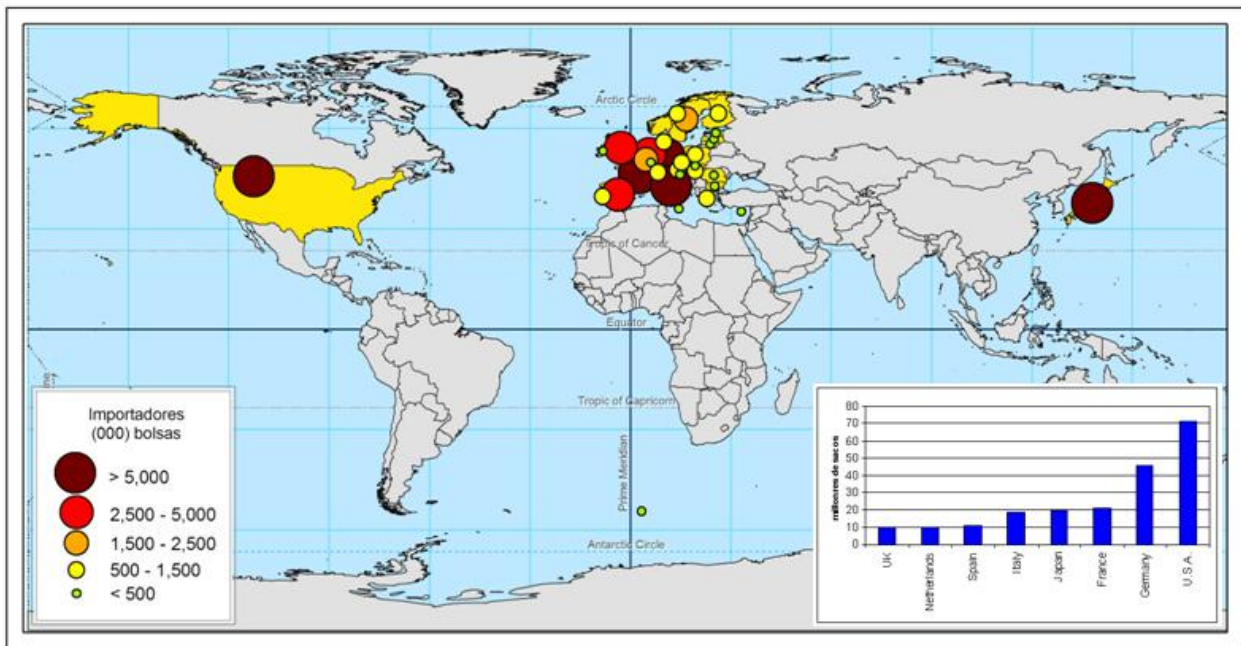 Arctic Circle
Tropic of Cancer
Equator
Tropic of Capricorn
Prime Meridian
Antarctic Circle
Importadores
(000) bolsas
> 5,000
2,500 - 5,000
1,500 - 2,500
500 - 1,500
< 500
millones de sacos
80
70
60
50
40
30
20
10
0
UK
Netherlands
Spain
Italy
Japan
France
Germany
U.S.A.